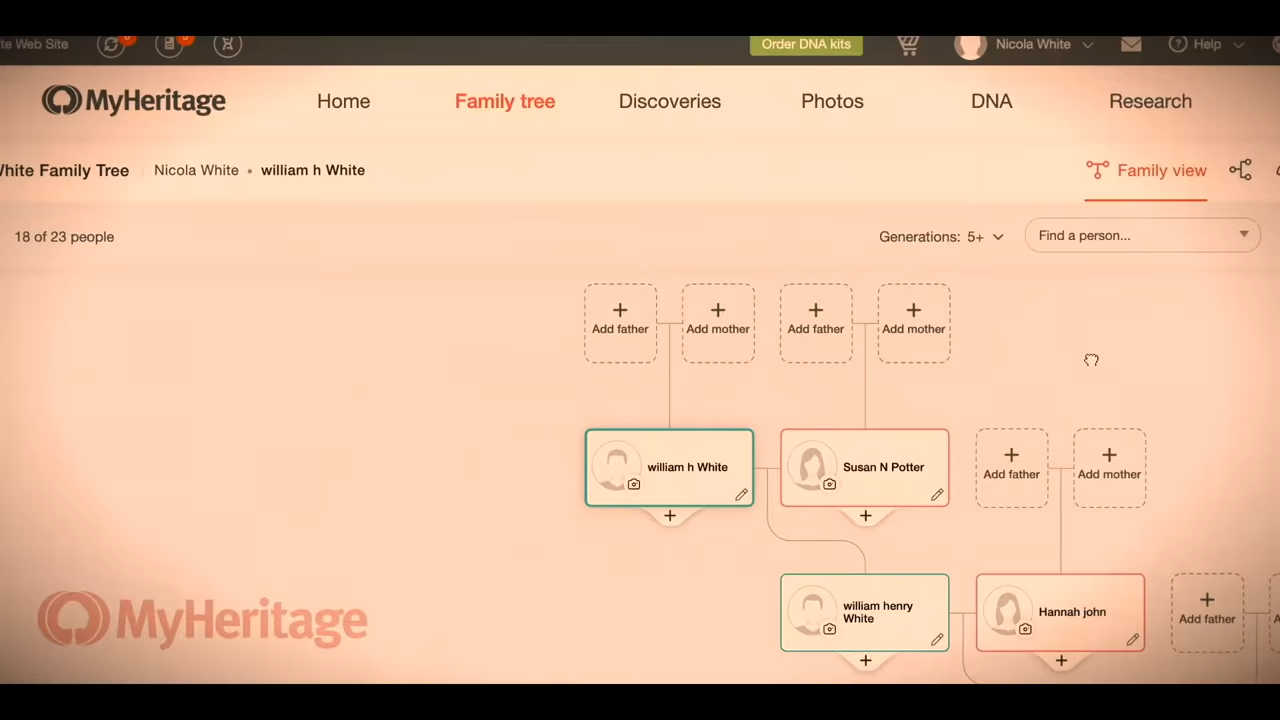 te Web Site
Order DNA kits
Nicola White
Help
MyHeritage
Home
Family tree
Discoveries
Photos
DNA
Research
White Family Tree
Nicola White • william h White
Family view
18 of 23 people
Generations: 5+
Find a person...
Add father
Add mother
Add father
Add mother
william h White
Susan N Potter
Add father
Add mother
william henry
White
Hannah john
Add father
MyHeritage